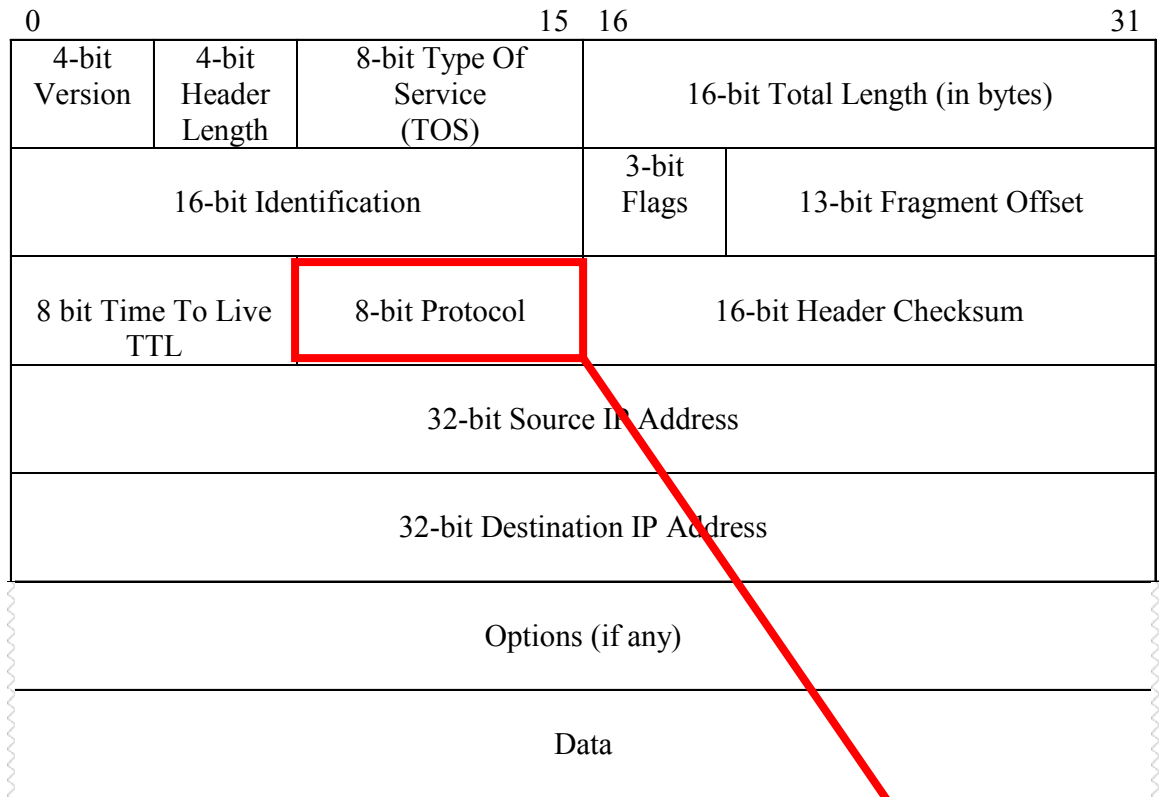 0 15 16 31
4-bit Version
4-bit Header Length
8-bit Type Of Service (TOS)
16-bit Total Length (in bytes)
16-bit Identification
3-bit Flags
13-bit Fragment Offset
8 bit Time To Live TTL
8-bit Protocol
16-bit Header Checksum
32-bit Source IP Address
32-bit Destination IP Address
Options (if any)
Data